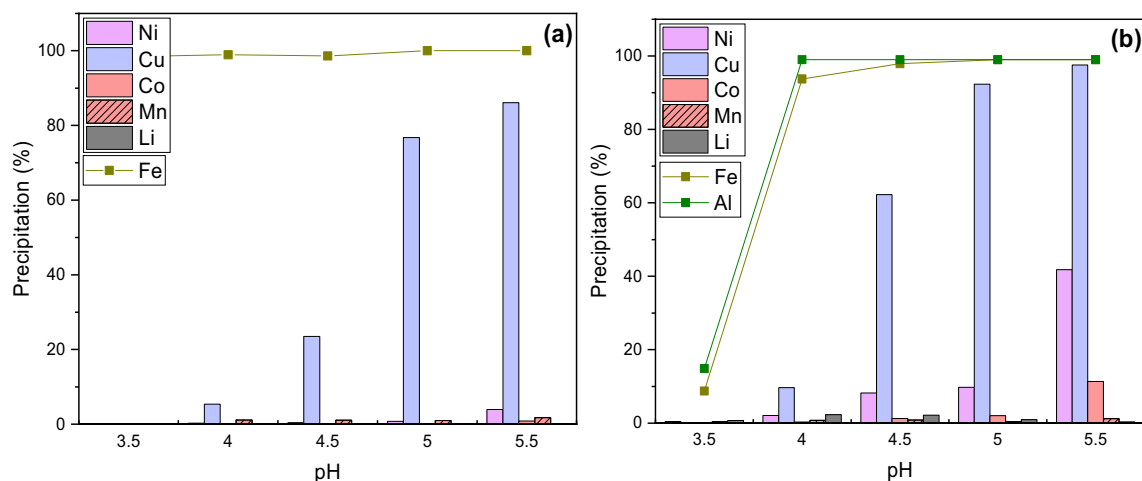 (a)
Ni
Cu
Co
Mn
Li
Fe
Precipitation (%)
100
80
60
40
20
0
3.5 4 4.5 5 5.5
pH
(b)
Ni
Cu
Co
Mn
Li
Fe
Al
Precipitation (%)
100
80
60
40
20
0
3.5 4 4.5 5 5.5
pH